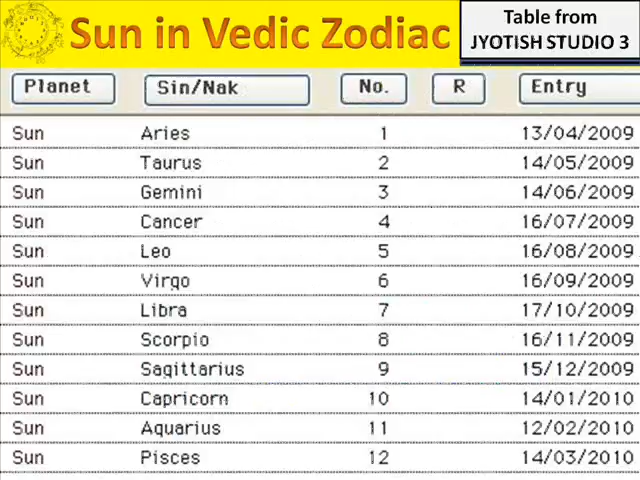 Sun in Vedic Zodiac
Table from
JYOTISH STUDIO 3
Planet Sin/Nak No. R Entry
Sun Aries 1 13/04/2009
Sun Taurus 2 14/05/2009
Sun Gemini 3 14/06/2009
Sun Cancer 4 16/07/2009
Sun Leo 5 16/08/2009
Sun Virgo 6 16/09/2009
Sun Libra 7 17/10/2009
Sun Scorpio 8 16/11/2009
Sun Sagittarius 9 15/12/2009
Sun Capricorn 10 14/01/2010
Sun Aquarius 11 12/02/2010
Sun Pisces 12 14/03/2010